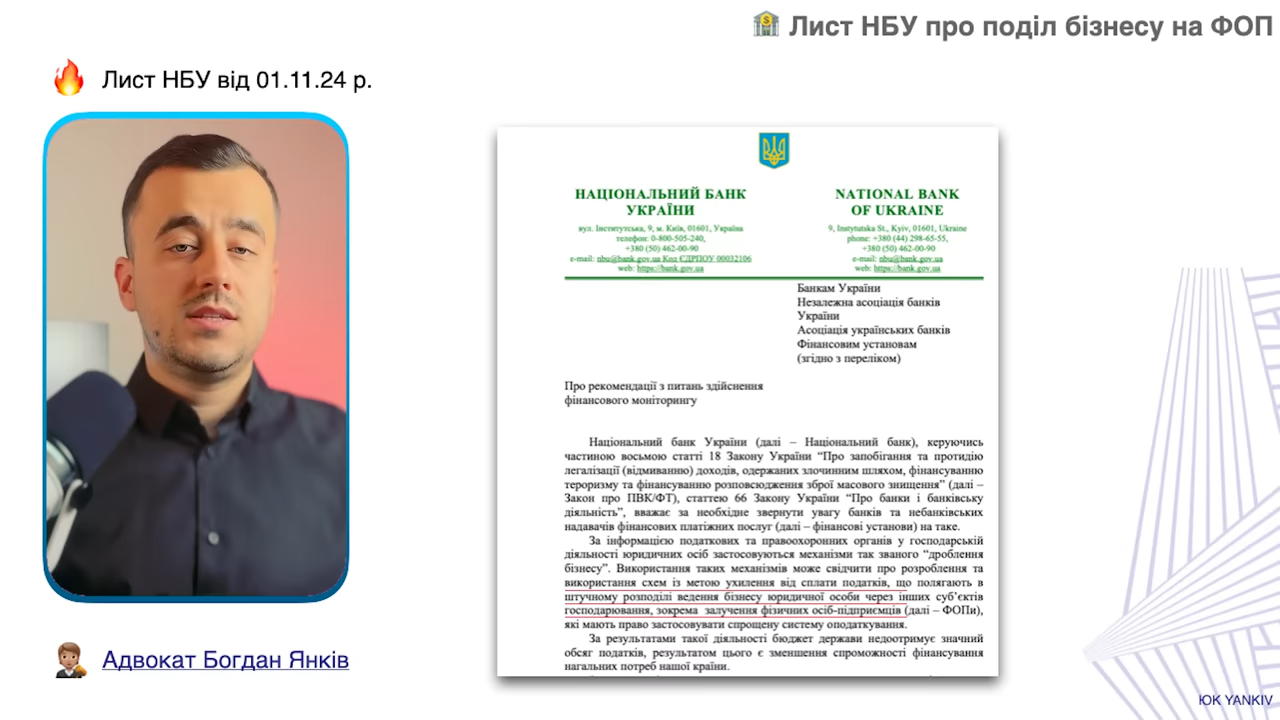 Лист НБУ про поділ бізнесу на ФОП
Лист НБУ від 01.11.24 р.
НАЦІОНАЛЬНИЙ БАНК
УКРАЇНИ
вул. Інститутська, 9, м. Київ, 01601, Україна
телефон: 0-800-505-240,
+380 (50) 462-00-90
e-mail: nbu@bank.gov.ua Код ЄДРПОУ 00032106
web: https://bank.gov.ua
NATIONAL BANK
OF UKRAINE
9, Instytutska St., Kyiv, 01601, Ukraine
phone: +380 (44) 298-65-55,
+380 (50) 462-00-90
e-mail: nbu@bank.gov.ua
web: https://bank.gov.ua
Банкам України
Незалежна асоціація банків
України
Асоціація українських банків
Фінансовим установам
(згідно з переліком)
Про рекомендації з питань здійснення
фінансового моніторингу
Національний банк України (далі – Національний банк), керуючись
частиною восьмою статті 18 Закону України “Про запобігання та протидію
легалізації (відмиванню) доходів, одержаних злочинним шляхом, фінансуванню
тероризму та фінансуванню розповсюдження зброї масового знищення” (далі –
Закон про ПВК/ФТ), статтею 66 Закону України “Про банки і банківську
діяльність”, вважає за необхідне звернути увагу банків та небанківських
надавачів фінансових платіжних послуг (далі – фінансові установи) на таке.
За інформацією податкових та правоохоронних органів у господарській
діяльності юридичних осіб застосовуються механізми так званого “дроблення
бізнесу”. Використання таких механізмів може свідчити про розроблення та
використання схем із метою ухилення від сплати податків, що полягають в
штучному розподілі ведення бізнесу юридичної особи через інших суб’єктів
господарювання, зокрема залучення фізичних осіб-підприємців (далі – ФОПи),
які мають право застосовувати спрощену систему оподаткування.
За результатами такої діяльності бюджет держави недоотримує значний
обсяг податків, результатом цього є зменшення спроможності фінансування
нагальних потреб нашої країни.
Адвокат Богдан Янків
ЮК YANKIV